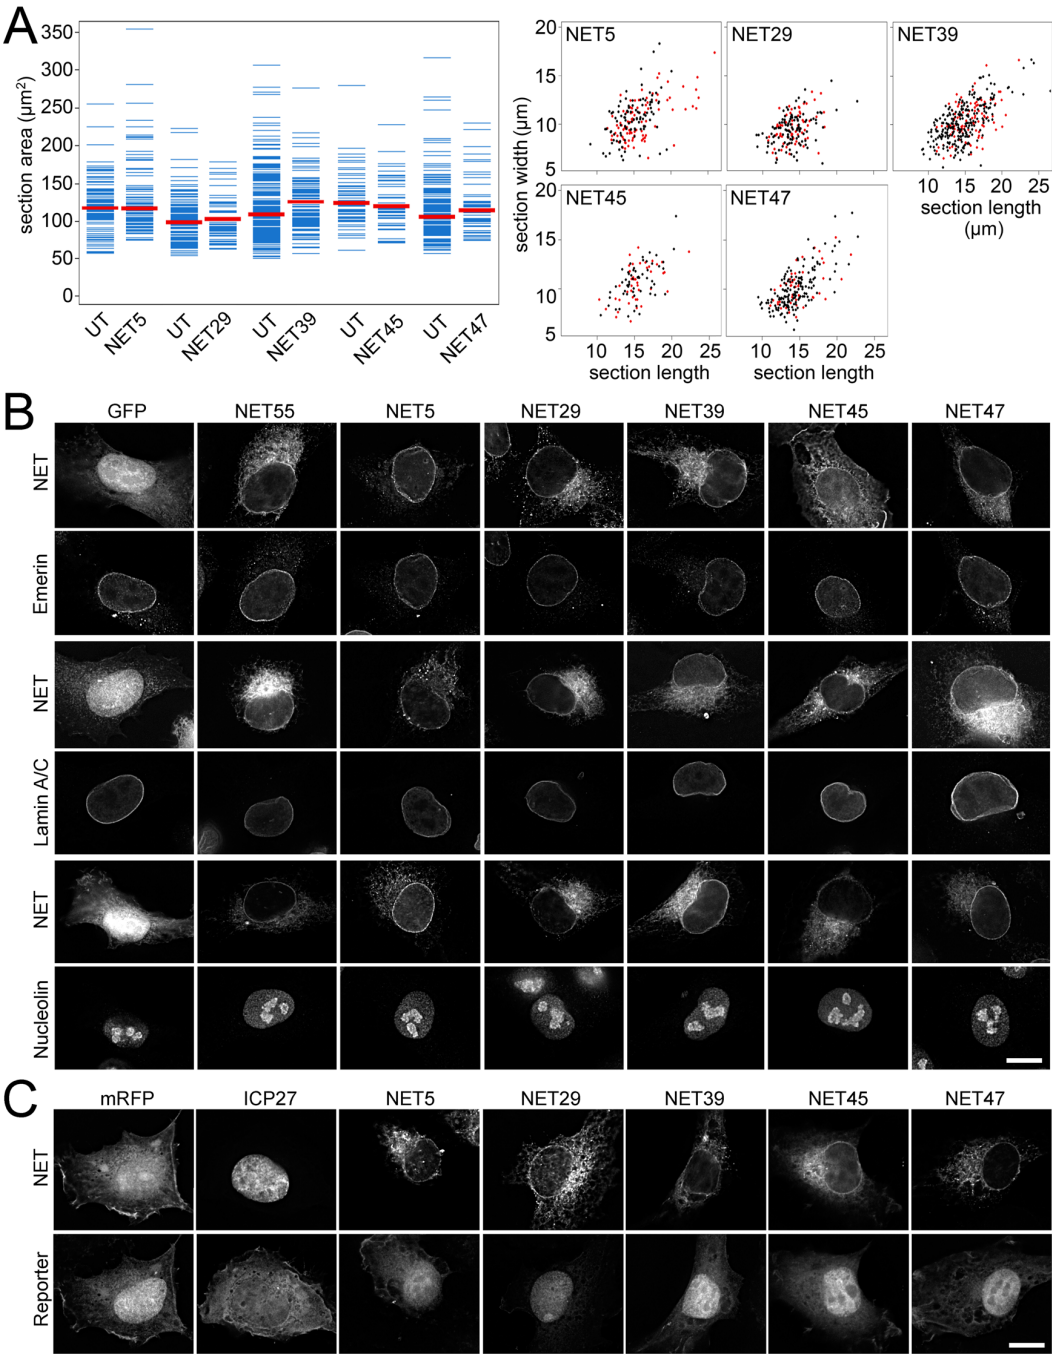 A
section area (µm²)
350
300
250
200
150
100
50
0
UT
NET5
UT
NET29
UT
NET39
UT
NET45
UT
NET47
section width (µm)
20
15
10
5
NET5
NET29
NET39
10 15 20 25
section length
(µm)
20
15
10
5
NET45
NET47
10 15 20 25
10 15 20 25
section length
section length
B
GFP NET55 NET5 NET29 NET39 NET45 NET47
NET
Emerin
NET
Lamin A/C
NET
Nucleolin
C
mRFP ICP27 NET5 NET29 NET39 NET45 NET47
NET
Reporter